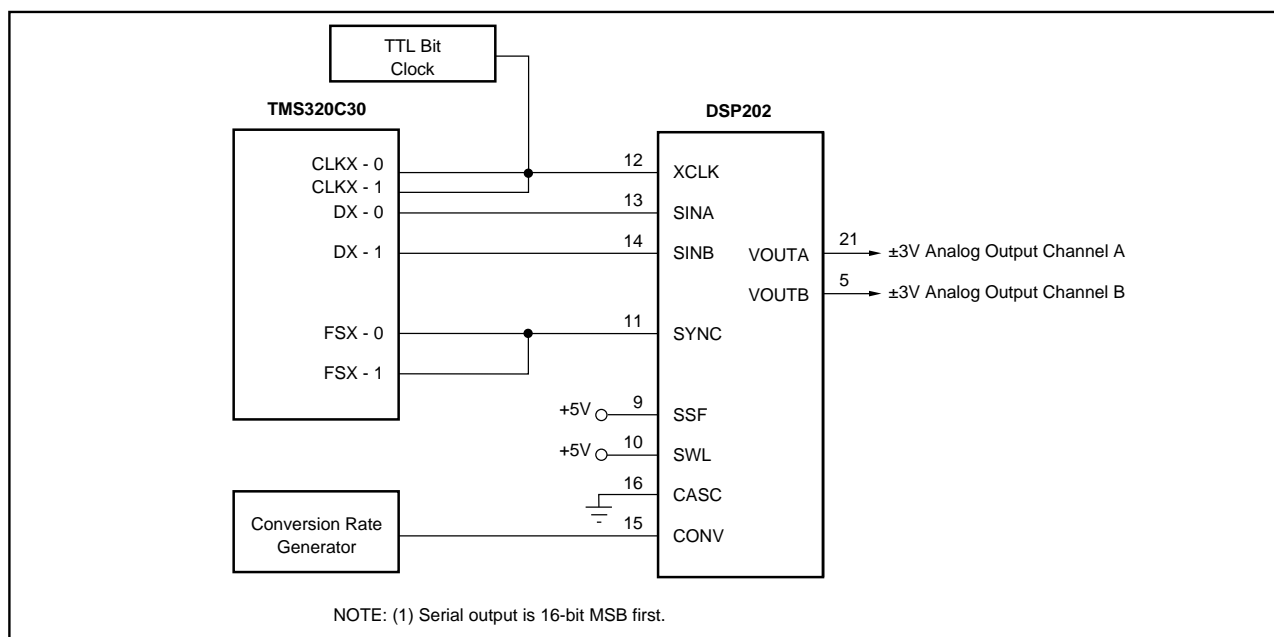 TTL Bit
Clock
TMS320C30
DSP202
CLKX - 0
CLKX - 1
DX - 0
DX - 1
FSX - 0
FSX - 1
12
XCLK
13
SINA
14
SINB
11
SYNC
+5V
9
SSF
+5V
10
SWL
16
CASC
15
CONV
VOUTA
21
±3V Analog Output Channel A
VOUTB
5
±3V Analog Output Channel B
Conversion Rate
Generator
NOTE: (1) Serial output is 16-bit MSB first.